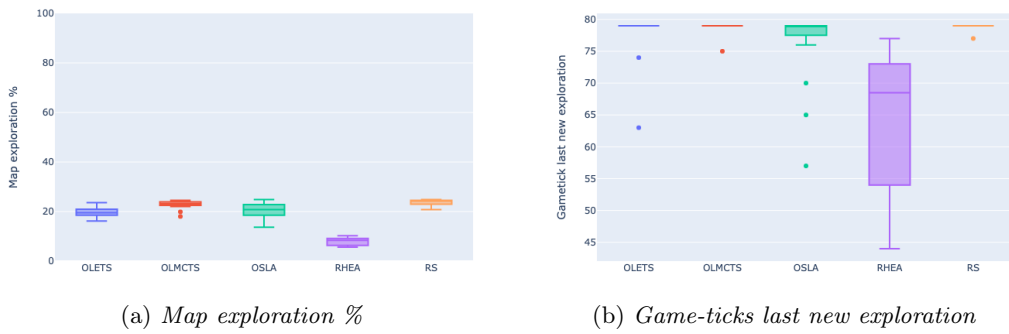 100
80
60
40
20
0
Map exploration %
OLETS
OLMCTS
OSLA
RHEA
RS
(a) Map exploration %
80
75
70
65
60
55
50
45
Gametick last new exploration
OLETS
OLMCTS
OSLA
RHEA
RS
(b) Game-ticks last new exploration